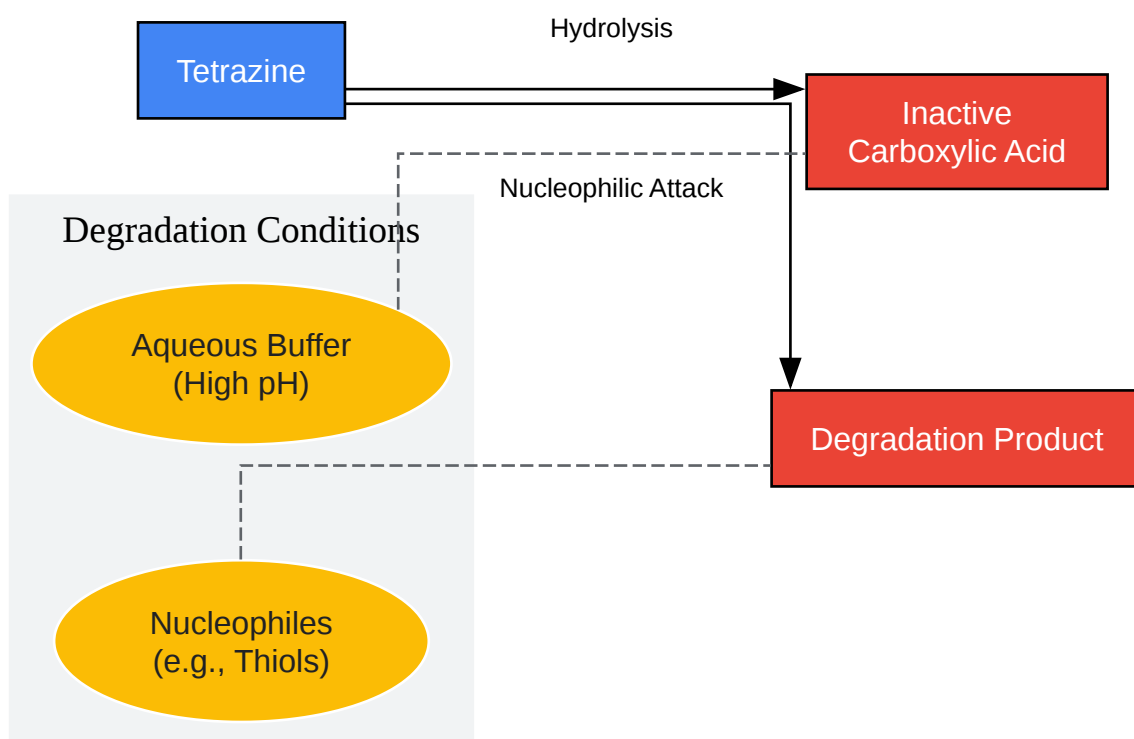 Hydrolysis
Tetrazine
Inactive
Carboxylic Acid
Nucleophilic Attack
Degradation Conditions
Aqueous Buffer
(High pH)
Degradation Product
Nucleophiles
(e.g., Thiols)